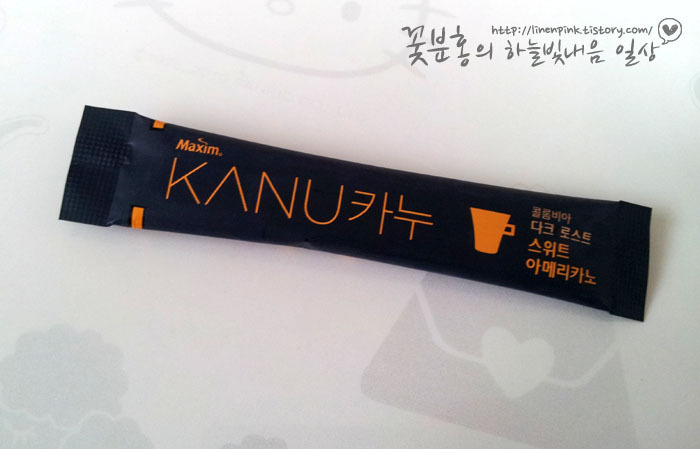 http://linenpink.tistory.com/
꽃분홍의 하늘빛내음 일상
Maxim
KANU카누
콜롬비아
다크 로스트
스위트
아메리카노